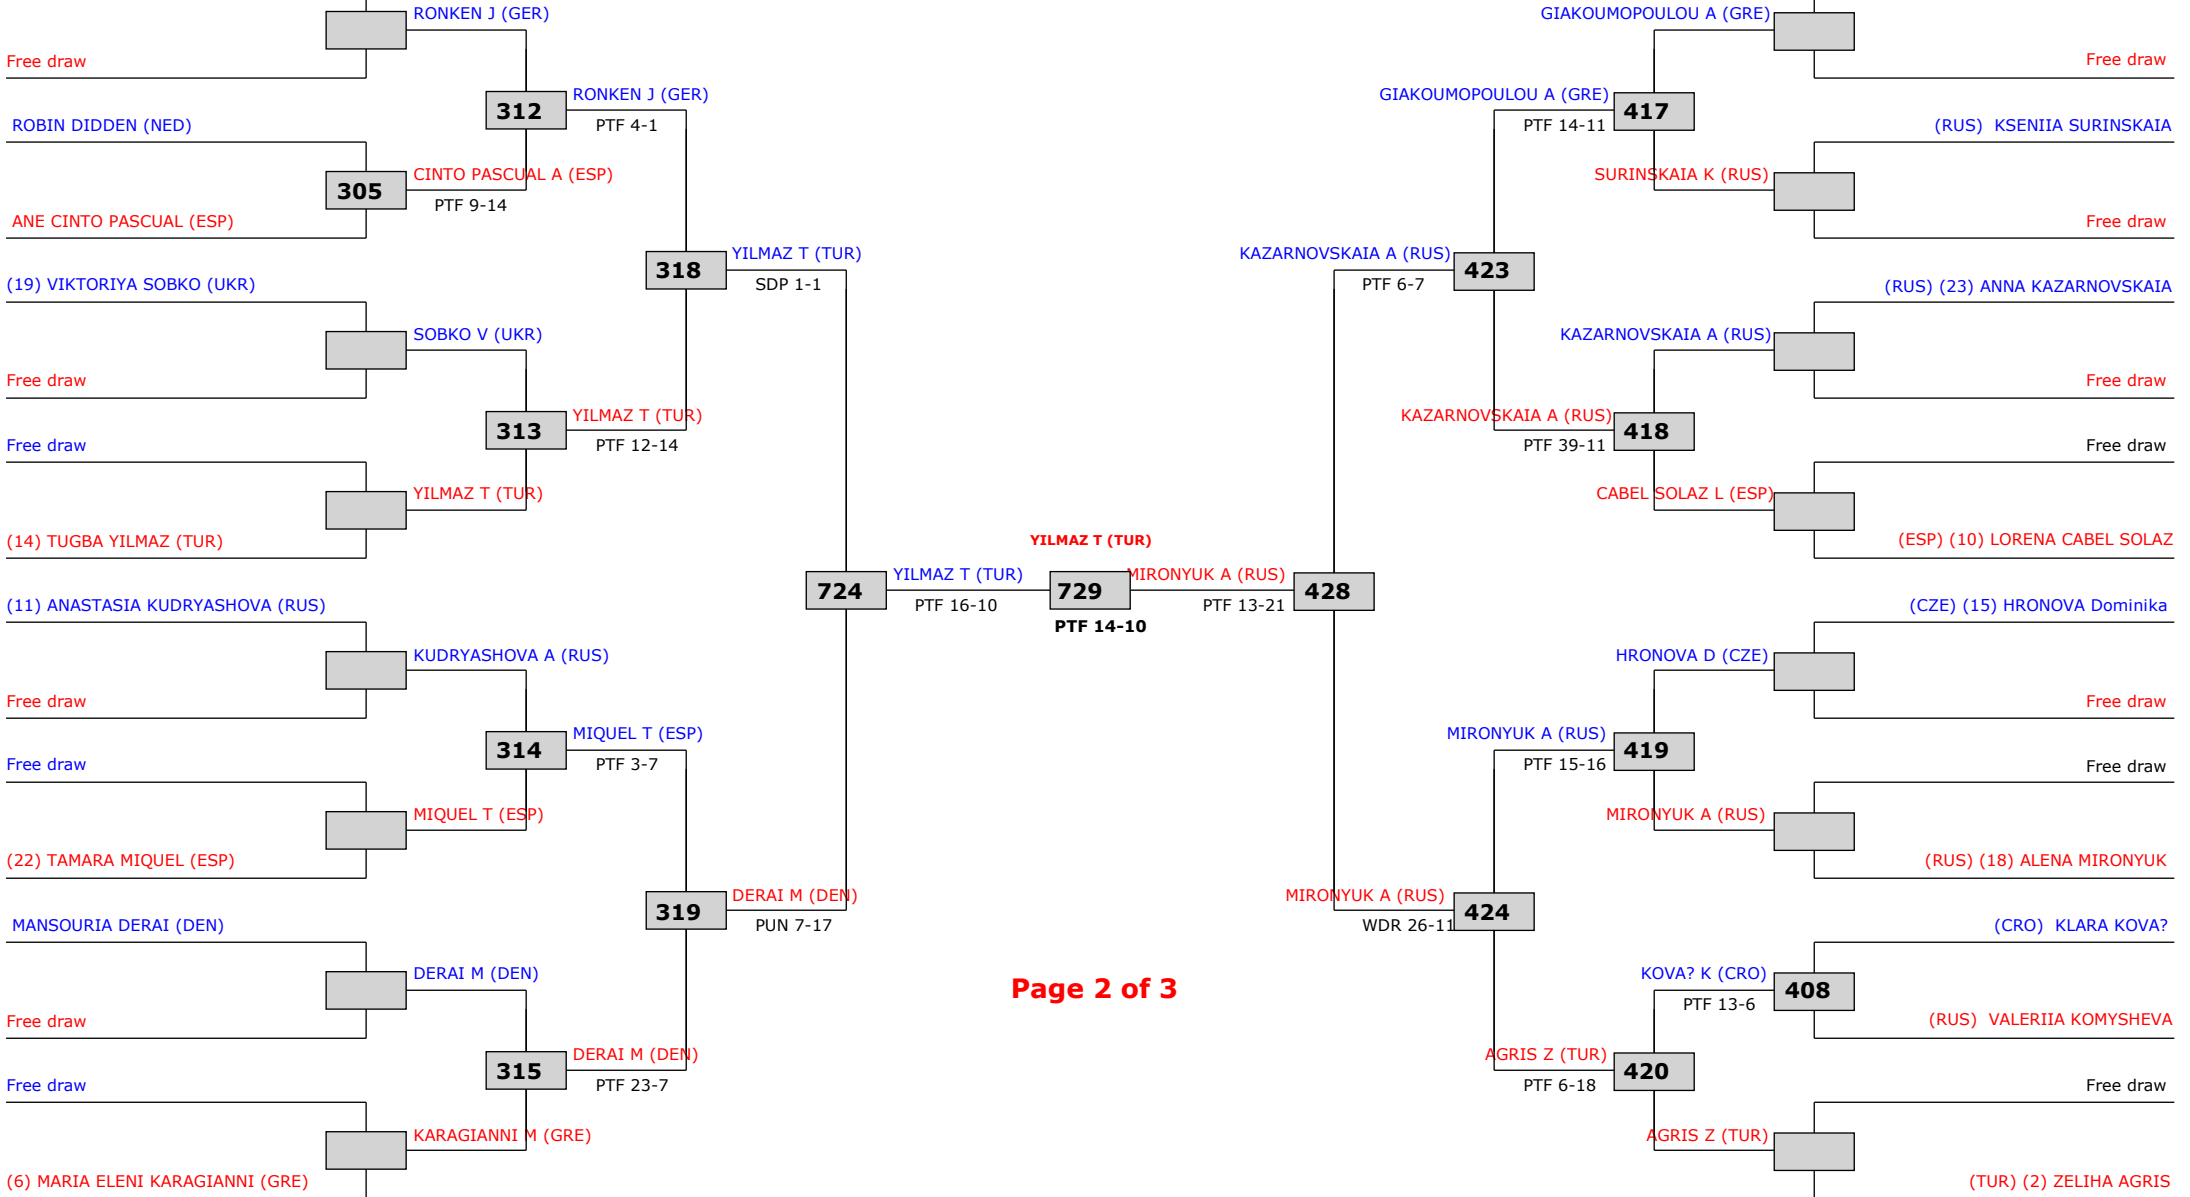 RONKEN J (GER)
Free draw
312
RONKEN J (GER)
PTF 4-1
ROBIN DIDDEN (NED)
305
CINTO PASCUAL A (ESP)
PTF 9-14
ANE CINTO PASCUAL (ESP)
318
YILMAZ T (TUR)
SDP 1-1
(19) VIKTORIYA SOBKO (UKR)
SOBKO V (UKR)
Free draw
313
YILMAZ T (TUR)
PTF 12-14
Free draw
YILMAZ T (TUR)
(14) TUGBA YILMAZ (TUR)
724
YILMAZ T (TUR)
PTF 16-10
(11) ANASTASIA KUDRYASHOVA (RUS)
KUDRYASHOVA A (RUS)
Free draw
314
MIQUEL T (ESP)
PTF 3-7
Free draw
MIQUEL T (ESP)
(22) TAMARA MIQUEL (ESP)
319
DERAI M (DEN)
PUN 7-17
MANSOURIA DERAI (DEN)
DERAI M (DEN)
Free draw
315
DERAI M (DEN)
PTF 23-7
Free draw
KARAGIANNI M (GRE)
(6) MARIA ELENI KARAGIANNI (GRE)
YILMAZ T (TUR)
729
PTF 14-10
Page 2 of 3
GIAKOUMOPOULOU A (GRE)
Free draw
GIAKOUMOPOULOU A (GRE)
417
PTF 14-11
(RUS) KSENIIA SURINSKAIA
SURINSKAIA K (RUS)
Free draw
KAZARNOVSKAIA A (RUS)
423
PTF 6-7
(RUS) (23) ANNA KAZARNOVSKAIA
KAZARNOVSKAIA A (RUS)
Free draw
KAZARNOVSKAIA A (RUS)
418
PTF 39-11
Free draw
CABEL SOLAZ L (ESP)
(ESP) (10) LORENA CABEL SOLAZ
MIRONYUK A (RUS)
428
PTF 13-21
(CZE) (15) HRONOVA Dominika
HRONOVA D (CZE)
Free draw
MIRONYUK A (RUS)
419
PTF 15-16
Free draw
MIRONYUK A (RUS)
(RUS) (18) ALENA MIRONYUK
MIRONYUK A (RUS)
424
WDR 26-11
(CRO) KLARA KOVA?
KOVA? K (CRO)
408
PTF 13-6
(RUS) VALERIIA KOMYSHEVA
AGRIS Z (TUR)
420
PTF 6-18
Free draw
AGRIS Z (TUR)
(TUR) (2) ZELIHA AGRIS